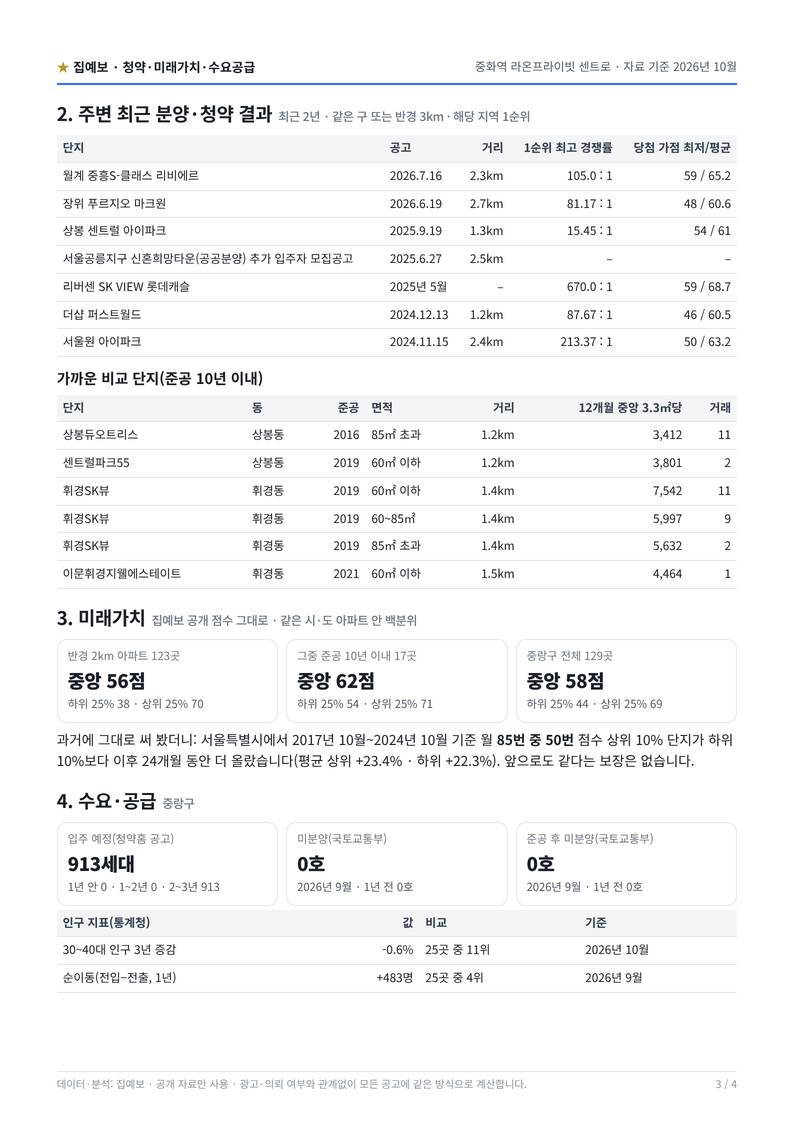 ★ 집예보 · 청약·미래가치·수요공급
중화역 라온프라이빗 센트로 · 자료 기준 2026년 10월
2. 주변 최근 분양·청약 결과 최근 2년 · 같은 구 또는 반경 3km · 해당 지역 1순위
단지 공고 거리 1순위 최고 경쟁률 당첨 가점 최저/평균
월계 중흥S-클래스 리비에르 2026.7.16 2.3km 105.0 : 1 59 / 65.2
장위 푸르지오 마크원 2026.6.19 2.7km 81.17 : 1 48 / 60.6
상봉 센트럴 아이파크 2025.9.19 1.3km 15.45 : 1 54 / 61
서울공릉지구 신혼희망타운(공공분양) 추가 입주자 모집공고 2025.6.27 2.5km – –
리버센 SK VIEW 롯데캐슬 2025년 5월 – 670.0 : 1 59 / 68.7
더샵 퍼스트월드 2024.12.13 1.2km 87.67 : 1 46 / 60.5
서울원 아이파크 2024.11.15 2.4km 213.37 : 1 50 / 63.2
가까운 비교 단지(준공 10년 이내)
단지 동 준공 면적 거리 12개월 중앙 3.3㎡당 거래
상봉듀오트리스 상봉동 2016 85㎡ 초과 1.2km 3,412 11
센트럴파크55 상봉동 2019 60㎡ 이하 1.2km 3,801 2
휘경SK뷰 휘경동 2019 60㎡ 이하 1.4km 7,542 11
휘경SK뷰 휘경동 2019 60~85㎡ 1.4km 5,997 9
휘경SK뷰 휘경동 2019 85㎡ 초과 1.4km 5,632 2
이문휘경지웰에스테이트 휘경동 2021 60㎡ 이하 1.5km 4,464 1
3. 미래가치 집예보 공개 점수 그대로 · 같은 시·도 아파트 안 백분위
반경 2km 아파트 123곳 그중 준공 10년 이내 17곳 중랑구 전체 129곳
중앙 56점 중앙 62점 중앙 58점
하위 25% 38 · 상위 25% 70 하위 25% 54 · 상위 25% 71 하위 25% 44 · 상위 25% 69
과거에 그대로 써 봤더니: 서울특별시에서 2017년 10월~2024년 10월 기준 월 85번 중 50번 점수 상위 10% 단지가 하위
10%보다 이후 24개월 동안 더 올랐습니다(평균 상위 +23.4% · 하위 +22.3%). 앞으로도 같다는 보장은 없습니다.
4. 수요·공급 중랑구
입주 예정(청약홈 공고) 미분양(국토교통부) 준공 후 미분양(국토교통부)
913세대 0호 0호
1년 안 0 · 1~2년 0 · 2~3년 913 2026년 9월 · 1년 전 0호 2026년 9월 · 1년 전 0호
인구 지표(통계청) 값 비교 기준
30~40대 인구 3년 증감 -0.6% 25곳 중 11위 2026년 10월
순이동(전입−전출, 1년) +483명 25곳 중 4위 2026년 9월
데이터·분석: 집예보 · 공개 자료만 사용 · 광고·의뢰 여부와 관계없이 모든 공고에 같은 방식으로 계산합니다.
3 / 4